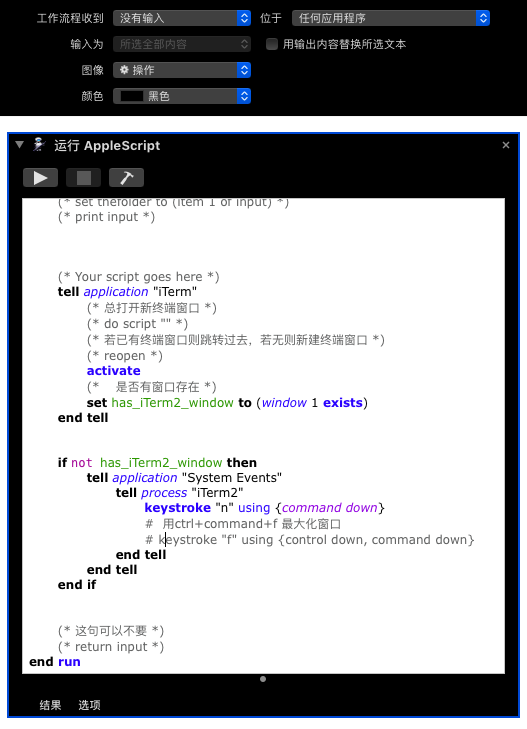 工作流程收到 没有输入 位于 任何应用程序
输入为 所选全部内容 用输出内容替换所选文本
图像 操作
颜色 黑色
运行 AppleScript
(* set thefolder to (item 1 of input) *)
(* print input *)
(* Your script goes here *)
tell application "iTerm"
(* 总打开新终端窗口 *)
(* do script "" *)
(* 若已有终端窗口则跳转过去，若无则新建终端窗口 *)
(* reopen *)
activate
(* 是否有窗口存在 *)
set has_iTerm2_window to (window 1 exists)
end tell
if not has_iTerm2_window then
tell application "System Events"
tell process "iTerm2"
keystroke "n" using {command down}
# 用ctrl+command+f 最大化窗口
# keystroke "f" using {control down, command down}
end tell
end tell
end if
(* 这句可以不要 *)
(* return input *)
end run
结果 选项